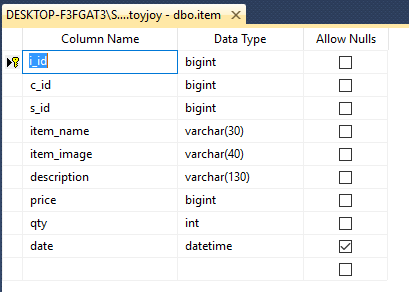 DESKTOP-F3FGAT3\S....toyjoy - dbo.item
Column Name Data Type Allow Nulls
i_id bigint
c_id bigint
s_id bigint
item_name varchar(30)
item_image varchar(40)
description varchar(130)
price bigint
qty int
date datetime